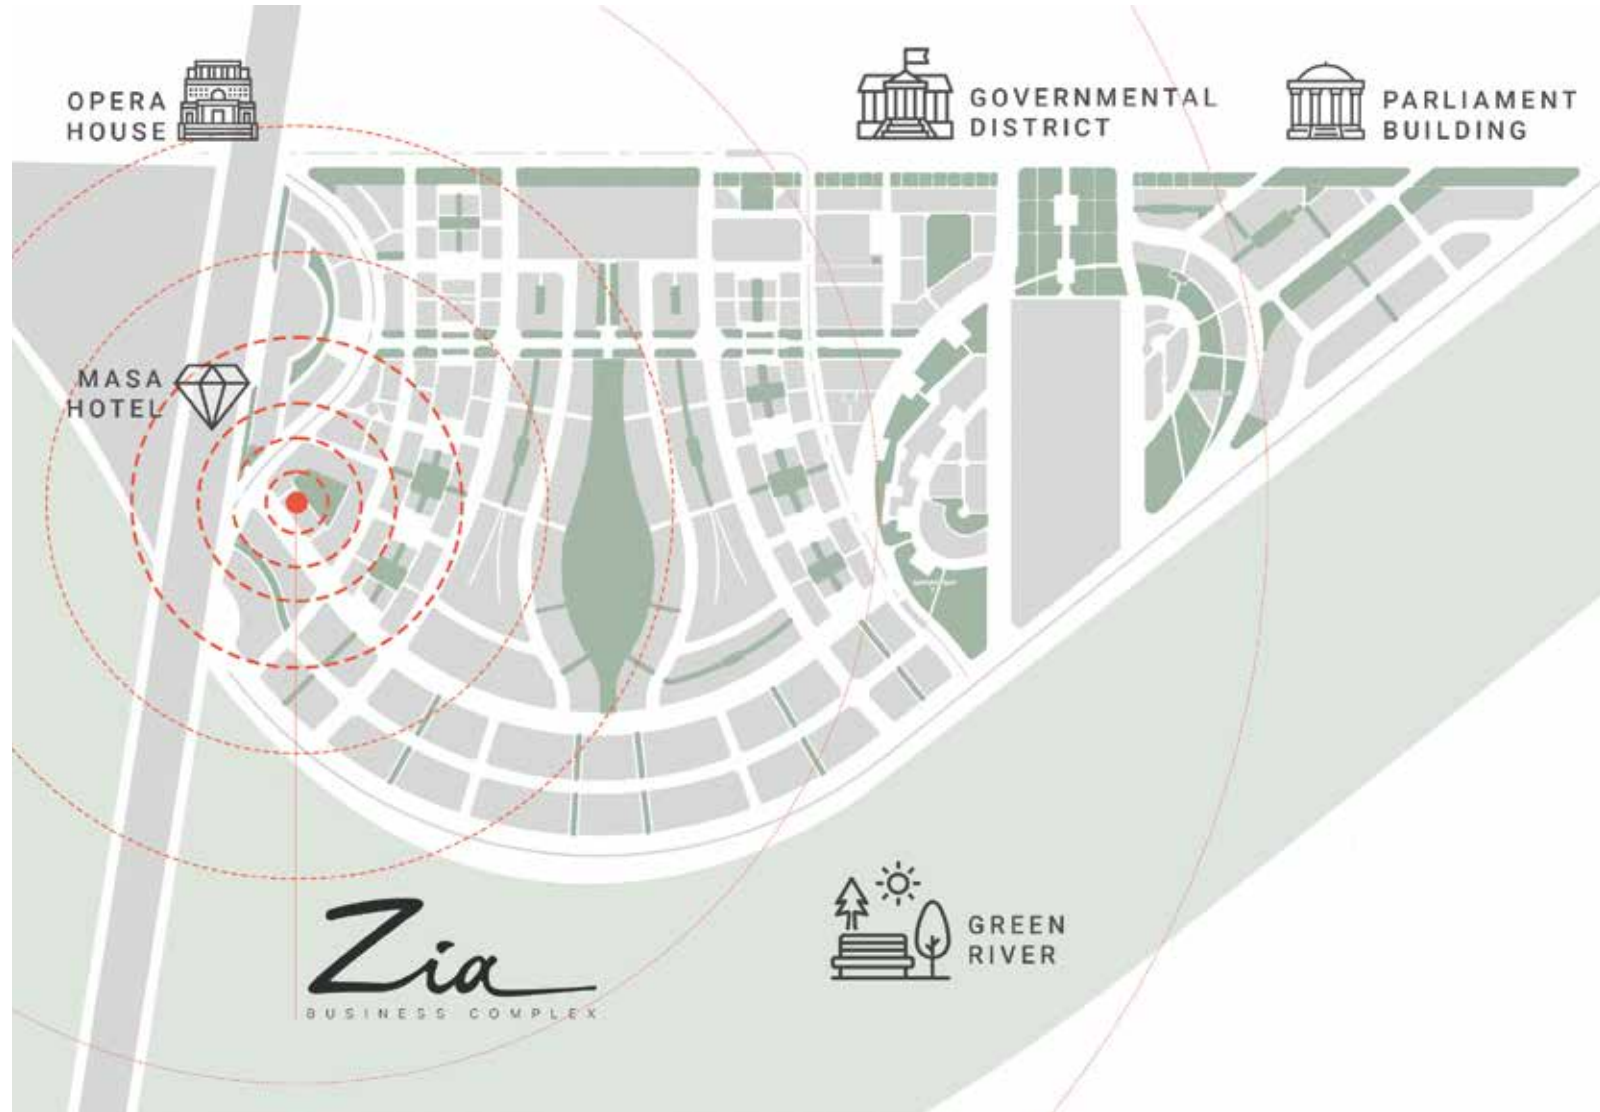 OPERA
HOUSE
GOVERNMENTAL
DISTRICT
PARLIAMENT
BUILDING
MASA
HOTEL
Zia
BUSINESS COMPLEX
GREEN
RIVER